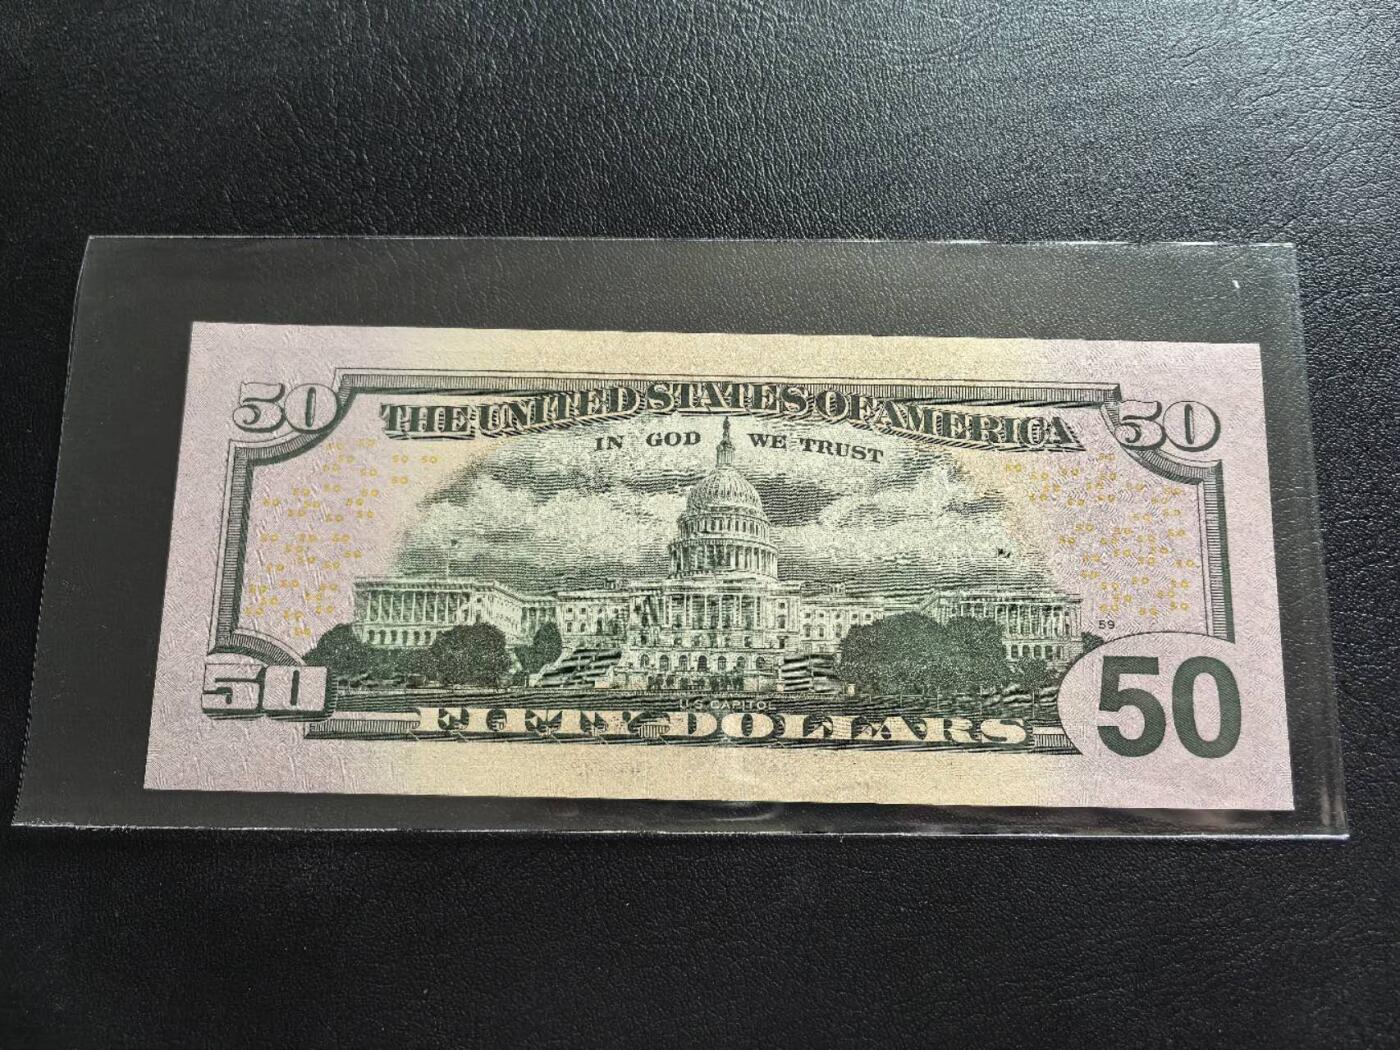 50
THE UNITED STATES OF AMERICA
50
IN GOD WE TRUST
59
50
U.S. CAPITOL
FIFTY DOLLARS
50